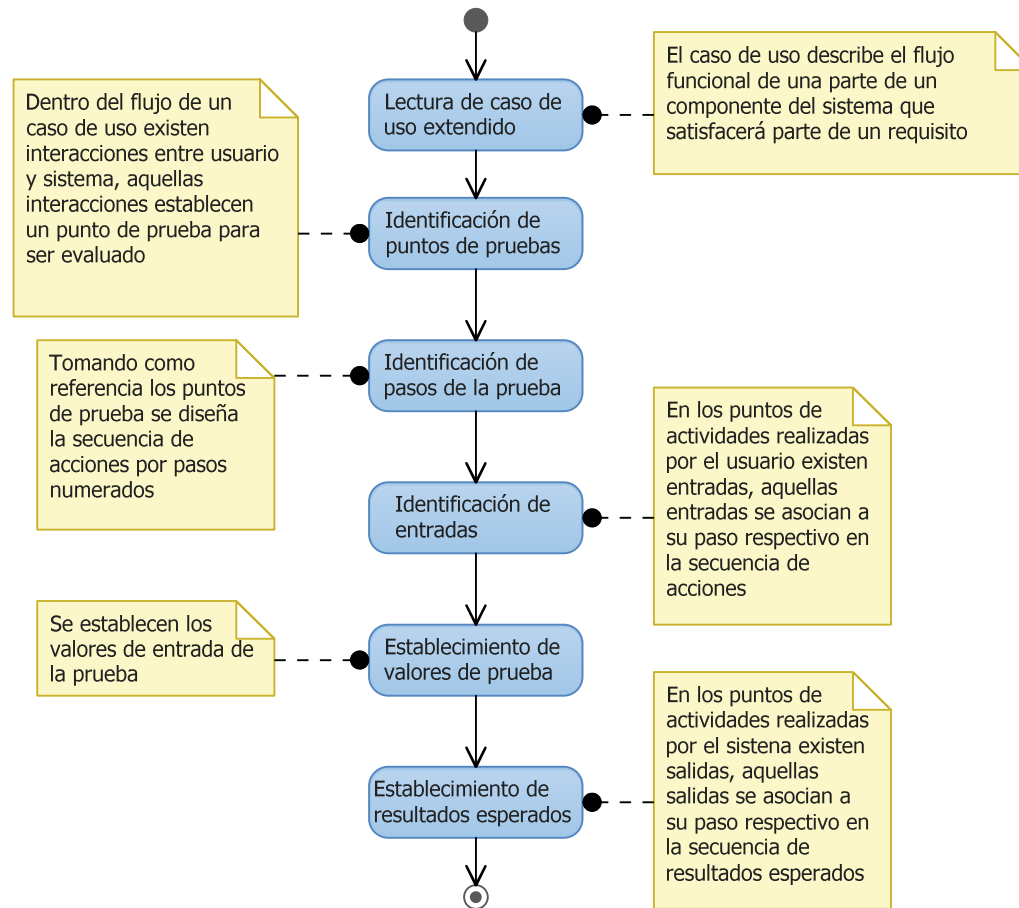 El caso de uso describe el flujo
funcional de una parte de un
componente del sistema que
satisfacerá parte de un requisito
Lectura de caso de
uso extendido
Dentro del flujo de un
caso de uso existen
interacciones entre usuario
y sistema, aquellas
interacciones establecen
un punto de prueba para
ser evaluado
Identificación de
puntos de pruebas
Tomando como
referencia los puntos
de prueba se diseña
la secuencia de
acciones por pasos
numerados
Identificación de
pasos de la prueba
En los puntos de
actividades realizadas
por el usuario existen
entradas, aquellas
entradas se asocian a
su paso respectivo en
la secuencia de
acciones
Identificación de
entradas
Se establecen los
valores de entrada de
la prueba
Establecimiento de
valores de prueba
En los puntos de
actividades realizadas
por el sistena existen
salidas, aquellas
salidas se asocian a
su paso respectivo en
la secuencia de
resultados esperados
Establecimiento de
resultados esperados